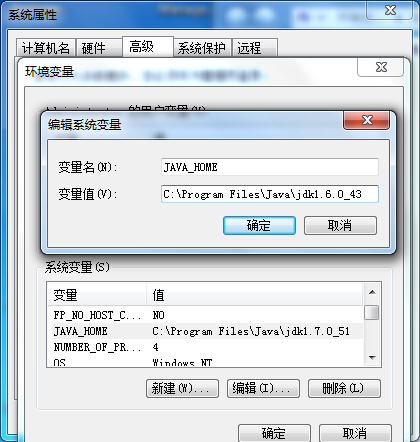 系统属性
计算机名 硬件 高级 系统保护 远程
环境变量
编辑系统变量
变量名(N): JAVA_HOME
变量值(V): C:\Program Files\Java\jdk1.6.0_43
确定 取消
系统变量(S)
变量 值
FP_NO_HOST_C... NO
JAVA_HOME C:\Program Files\Java\jdk1.7.0_51
NUMBER_OF_PR... 4
OS Windows_NT
新建(W)... 编辑(I)... 删除(L)
确定 取消